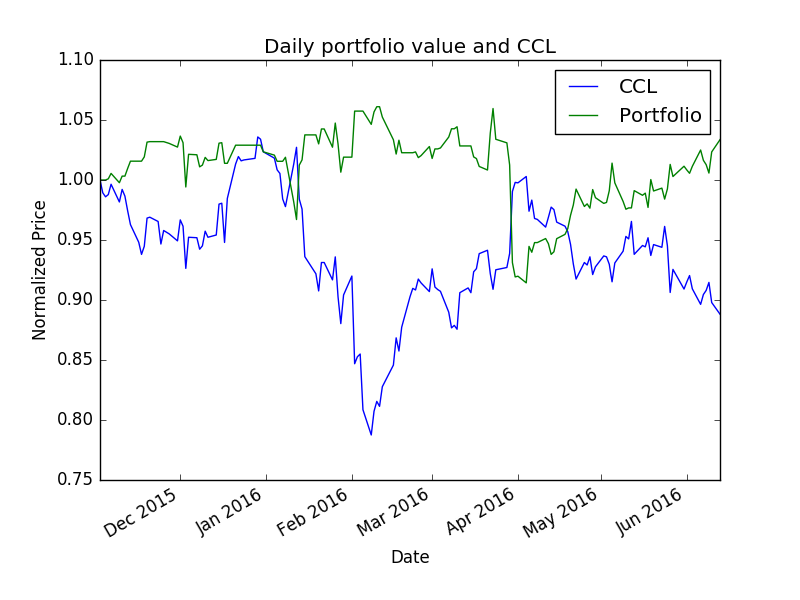 Daily portfolio value and CCL
1.10
1.05
1.00
0.95
0.90
0.85
0.80
0.75
Normalized Price
CCL
Portfolio
Dec 2015
Jan 2016
Feb 2016
Mar 2016
Apr 2016
May 2016
Jun 2016
Date